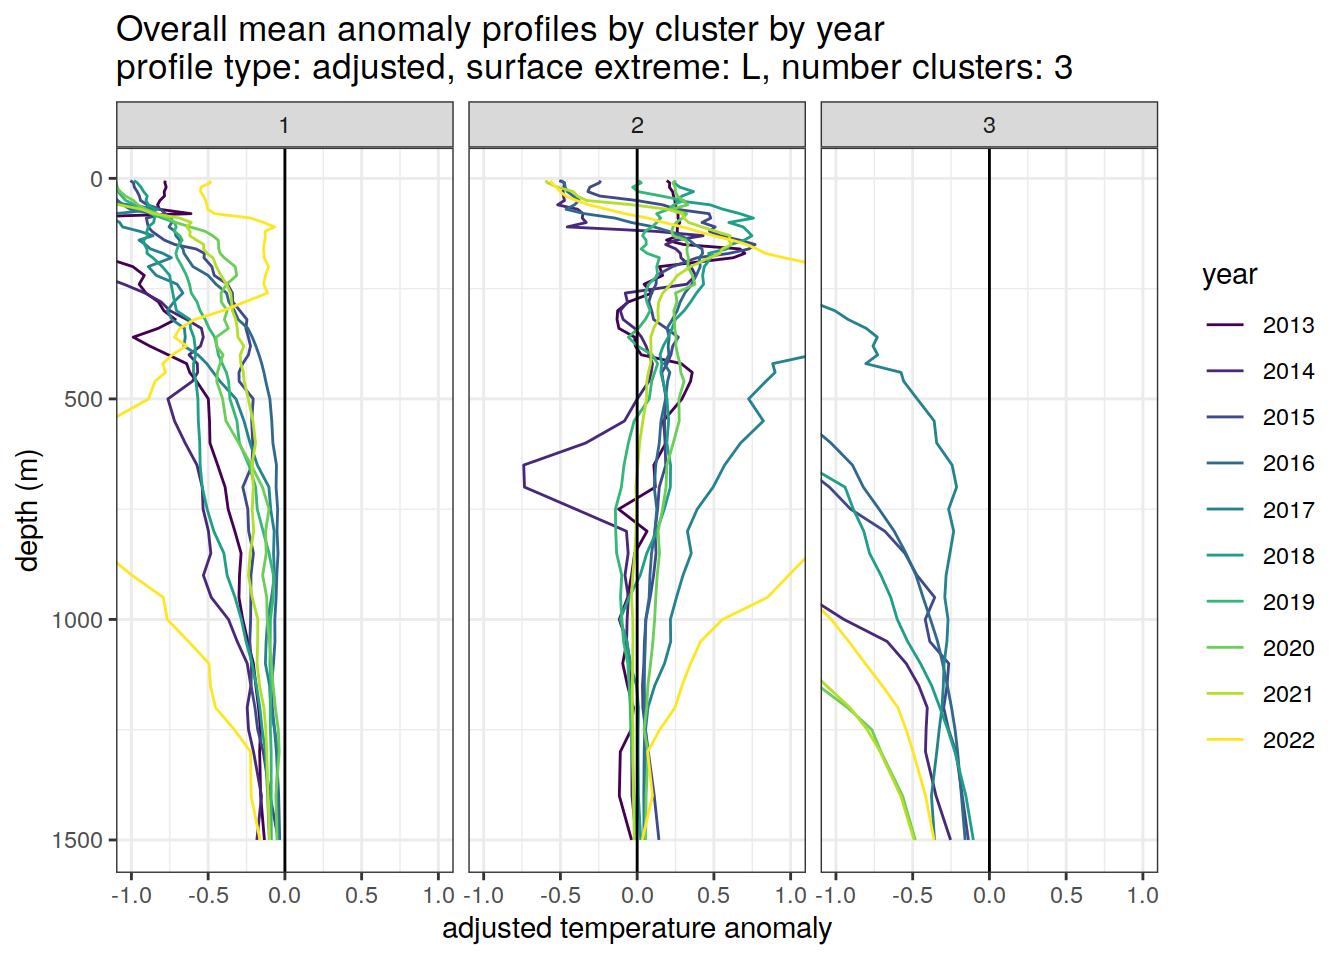 Overall mean anomaly profiles by cluster by year
profile type: adjusted, surface extreme: L, number clusters: 3
1
2
3
0
500
1000
1500
depth (m)
-1.0 -0.5 0.0 0.5 1.0
-1.0 -0.5 0.0 0.5 1.0
-1.0 -0.5 0.0 0.5 1.0
adjusted temperature anomaly
year
2013
2014
2015
2016
2017
2018
2019
2020
2021
2022